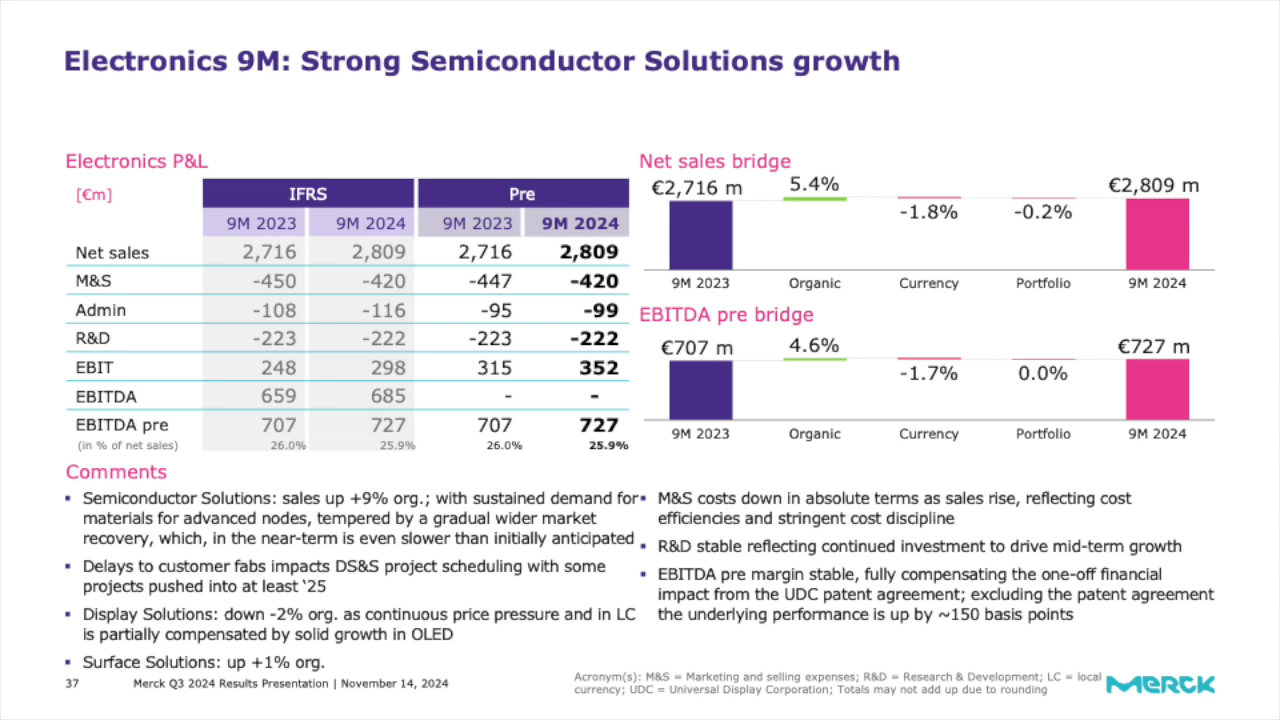 Electronics 9M: Strong Semiconductor Solutions growth
Electronics P&L
[€m] IFRS Pre
9M 2023 9M 2024 9M 2023 9M 2024
Net sales 2,716 2,809 2,716 2,809
M&S -450 -420 -447 -420
Admin -108 -116 -95 -99
R&D -223 -222 -223 -222
EBIT 248 298 315 352
EBITDA 659 685 - -
EBITDA pre 707 727 707 727
(in % of net sales) 26.0% 25.9% 26.0% 25.9%
Net sales bridge
€2,716 m 5.4% -1.8% -0.2% €2,809 m
9M 2023 Organic Currency Portfolio 9M 2024
EBITDA pre bridge
€707 m 4.6% -1.7% 0.0% €727 m
9M 2023 Organic Currency Portfolio 9M 2024
Comments
▪ Semiconductor Solutions: sales up +9% org.; with sustained demand for
materials for advanced nodes, tempered by a gradual wider market
recovery, which, in the near-term is even slower than initially anticipated
▪ Delays to customer fabs impacts DS&S project scheduling with some
projects pushed into at least ‘25
▪ Display Solutions: down -2% org. as continuous price pressure and in LC
is partially compensated by solid growth in OLED
▪ Surface Solutions: up +1% org.
▪ M&S costs down in absolute terms as sales rise, reflecting cost
efficiencies and stringent cost discipline
▪ R&D stable reflecting continued investment to drive mid-term growth
▪ EBITDA pre margin stable, fully compensating the one-off financial
impact from the UDC patent agreement; excluding the patent agreement
the underlying performance is up by ~150 basis points
37 Merck Q3 2024 Results Presentation | November 14, 2024
Acronym(s): M&S = Marketing and selling expenses; R&D = Research & Development; LC = local
currency; UDC = Universal Display Corporation; Totals may not add up due to rounding
MERCK